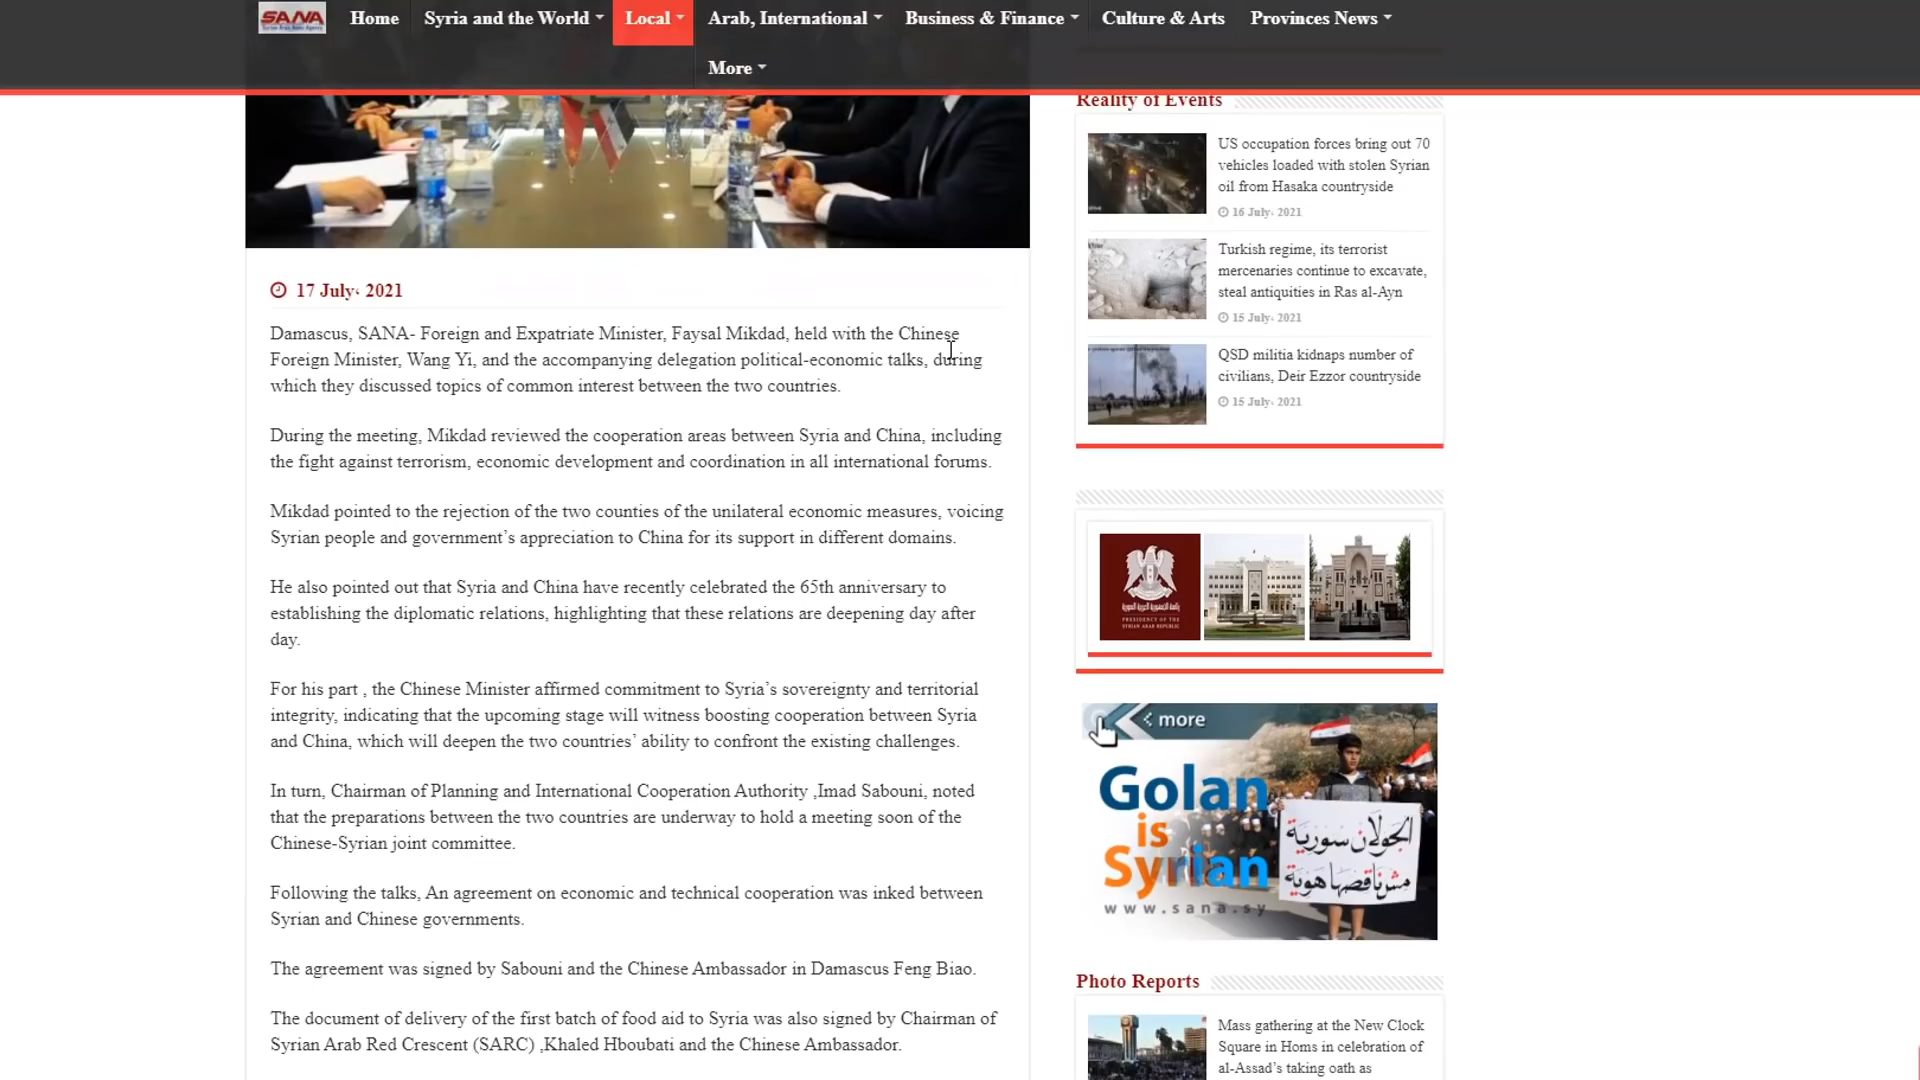 SANA
Home
Syria and the World
Local
Arab, International
Business & Finance
Culture & Arts
Provinces News
More
17 July، 2021
Damascus, SANA- Foreign and Expatriate Minister, Faysal Mikdad, held with the Chinese
Foreign Minister, Wang Yi, and the accompanying delegation political-economic talks, during
which they discussed topics of common interest between the two countries.
During the meeting, Mikdad reviewed the cooperation areas between Syria and China, including
the fight against terrorism, economic development and coordination in all international forums.
Mikdad pointed to the rejection of the two counties of the unilateral economic measures, voicing
Syrian people and government’s appreciation to China for its support in different domains.
He also pointed out that Syria and China have recently celebrated the 65th anniversary to
establishing the diplomatic relations, highlighting that these relations are deepening day after
day.
For his part , the Chinese Minister affirmed commitment to Syria’s sovereignty and territorial
integrity, indicating that the upcoming stage will witness boosting cooperation between Syria
and China, which will deepen the two countries’ ability to confront the existing challenges.
In turn, Chairman of Planning and International Cooperation Authority ,Imad Sabouni, noted
that the preparations between the two countries are underway to hold a meeting soon of the
Chinese-Syrian joint committee.
Following the talks, An agreement on economic and technical cooperation was inked between
Syrian and Chinese governments.
The agreement was signed by Sabouni and the Chinese Ambassador in Damascus Feng Biao.
The document of delivery of the first batch of food aid to Syria was also signed by Chairman of
Syrian Arab Red Crescent (SARC) ,Khaled Hboubati and the Chinese Ambassador.
Reality of Events
US occupation forces bring out 70
vehicles loaded with stolen Syrian
oil from Hasaka countryside
16 July، 2021
Turkish regime, its terrorist
mercenaries continue to excavate,
steal antiquities in Ras al-Ayn
15 July، 2021
QSD militia kidnaps number of
civilians, Deir Ezzor countryside
15 July، 2021
PRESIDENCY OF THE
SYRIAN ARAB REPUBLIC
< more
Golan
is
Syrian
www.sana.sy
الجولان سورية
مش ناقصها هوية
Photo Reports
Mass gathering at the New Clock
Square in Homs in celebration of
al-Assad’s taking oath as